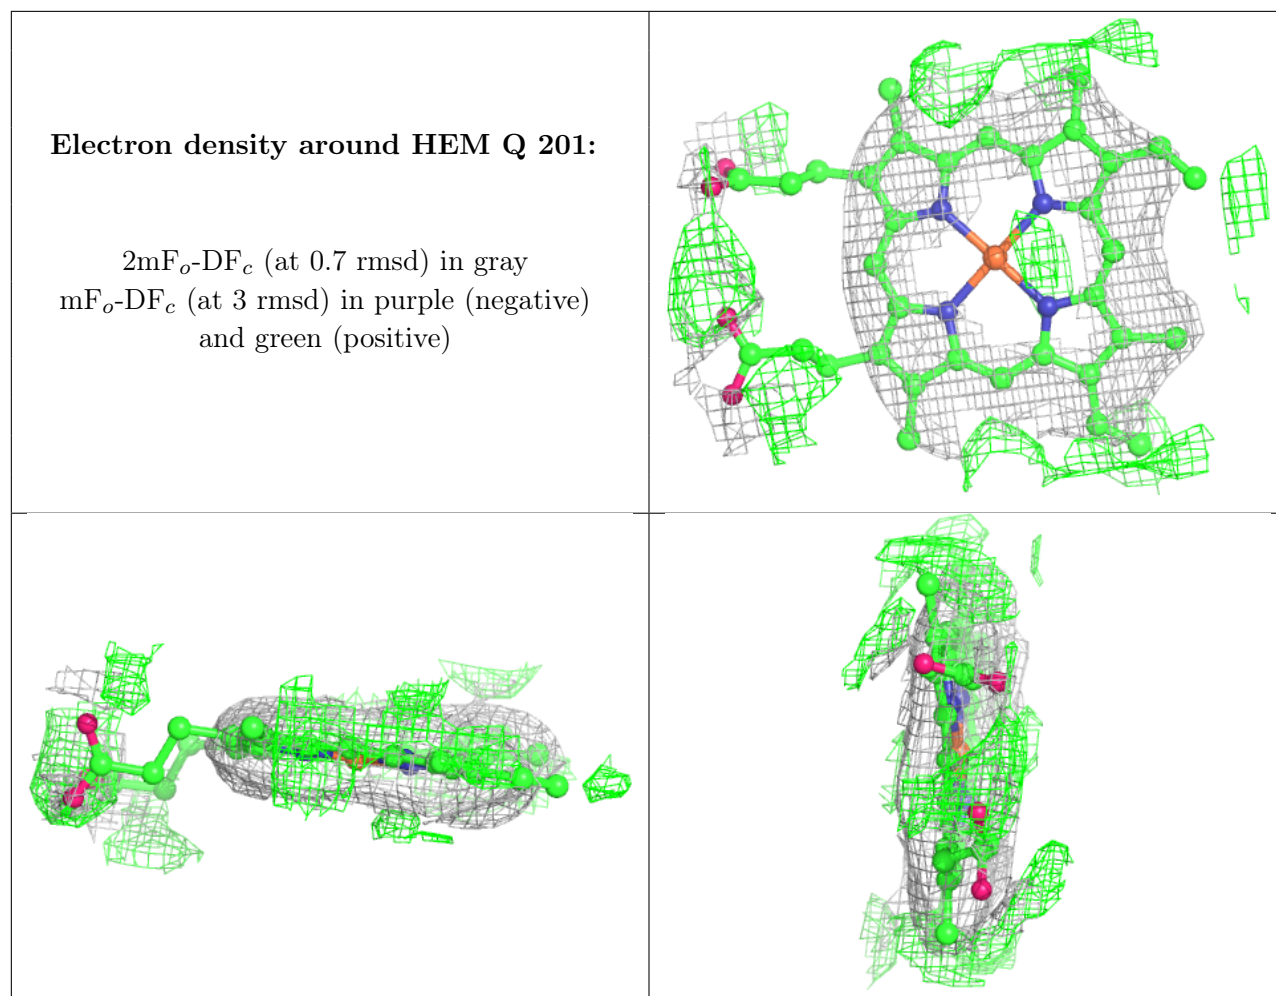 Electron density around HEM Q 201:
2mFo-DFc (at 0.7 rmsd) in gray
mFo-DFc (at 3 rmsd) in purple (negative)
and green (positive)